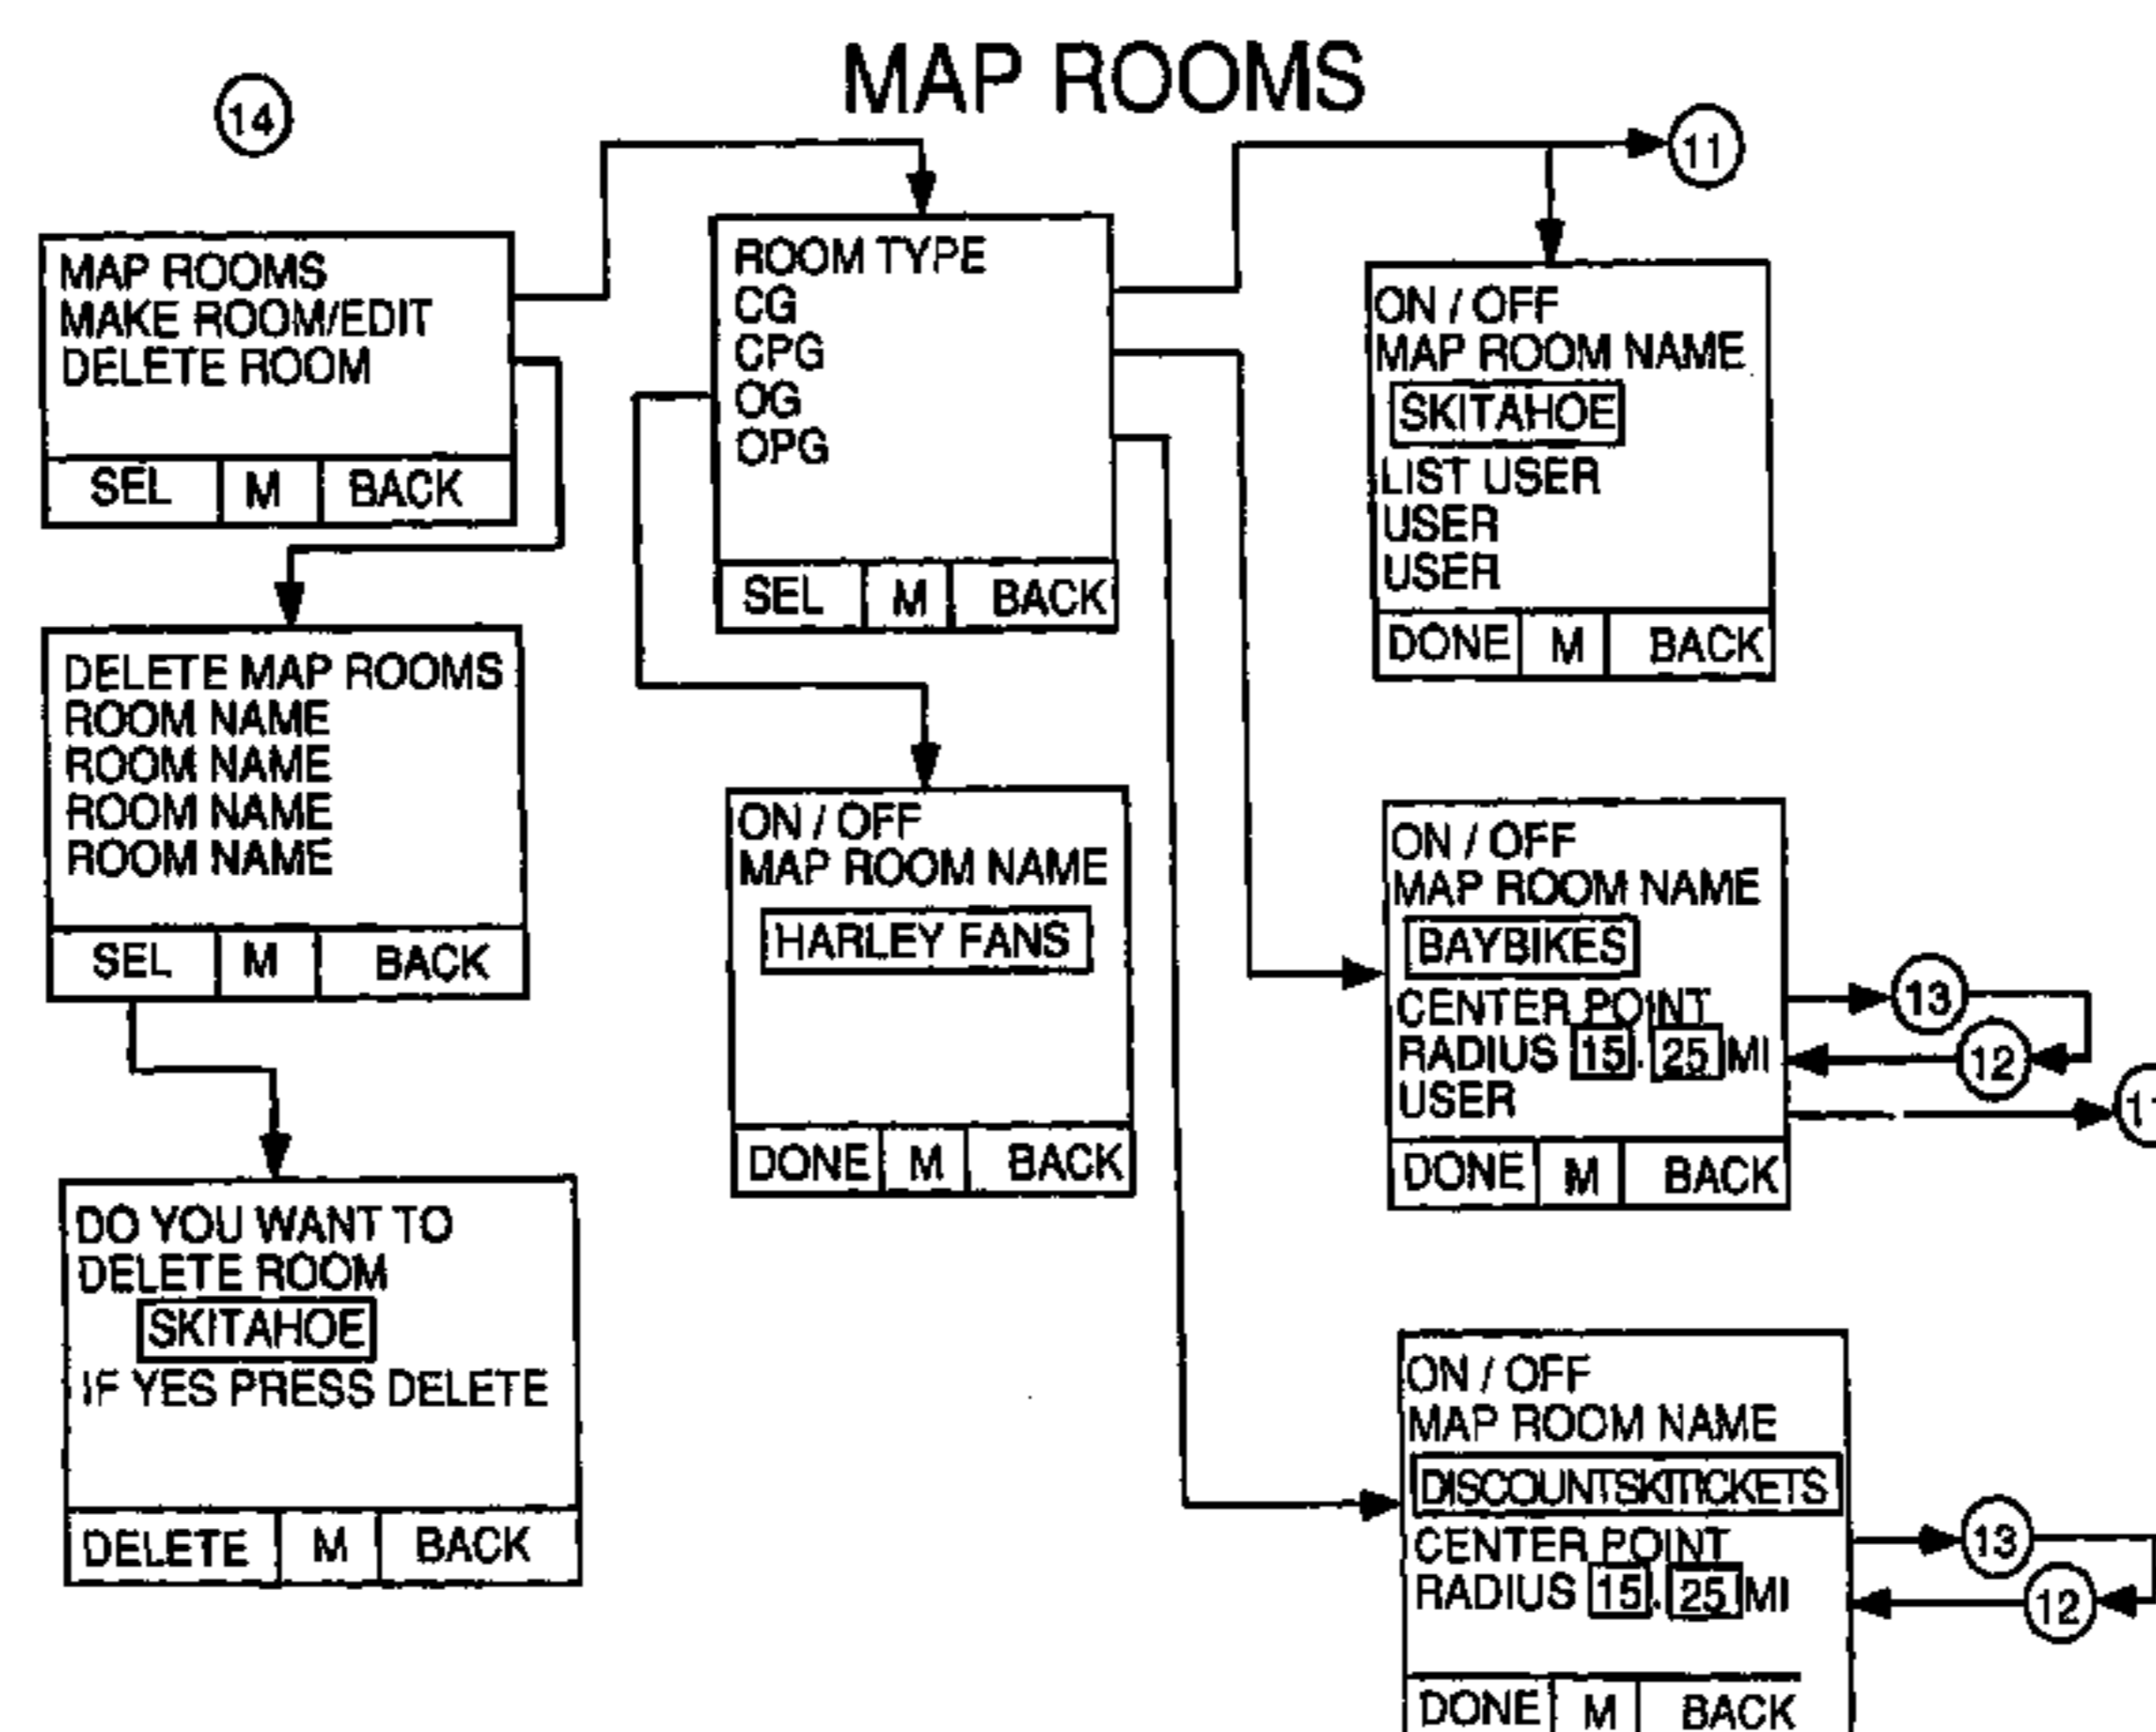 MAP ROOMS
14
11
MAP ROOMS
MAKE ROOM/EDIT
DELETE ROOM
SEL M BACK
ROOM TYPE
CG
CPG
OG
OPG
SEL M BACK
ON / OFF
MAP ROOM NAME
SKITAHOE
LIST USER
USER
USER
DONE M BACK
DELETE MAP ROOMS
ROOM NAME
ROOM NAME
ROOM NAME
ROOM NAME
SEL M BACK
ON / OFF
MAP ROOM NAME
HARLEY FANS
DONE M BACK
ON / OFF
MAP ROOM NAME
BAYBIKES
CENTER POINT
RADIUS 15 . 25 MI
USER
DONE M BACK
13
12
DO YOU WANT TO
DELETE ROOM
SKITAHOE
IF YES PRESS DELETE
DELETE M BACK
ON / OFF
MAP ROOM NAME
DISCOUNTSKITICKETS
CENTER POINT
RADIUS 15 . 25 MI
DONE M BACK
13
12